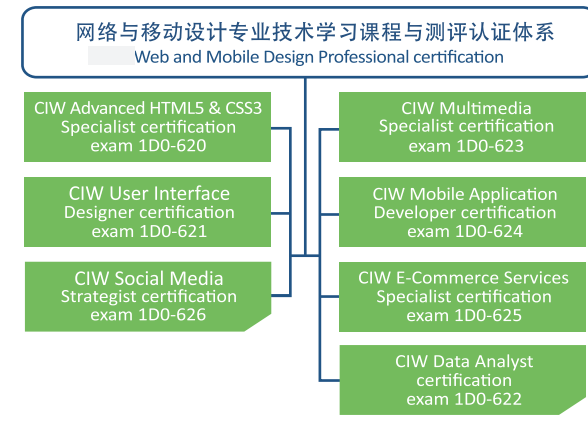 网络与移动设计专业技术学习课程与测评认证体系
Web and Mobile Design Professional certification
CIW Advanced HTML5 & CSS3
Specialist certification
exam 1D0-620
CIW User Interface
Designer certification
exam 1D0-621
CIW Social Media
Strategist certification
exam 1D0-626
CIW Multimedia
Specialist certification
exam 1D0-623
CIW Mobile Application
Developer certification
exam 1D0-624
CIW E-Commerce Services
Specialist certification
exam 1D0-625
CIW Data Analyst
certification
exam 1D0-622